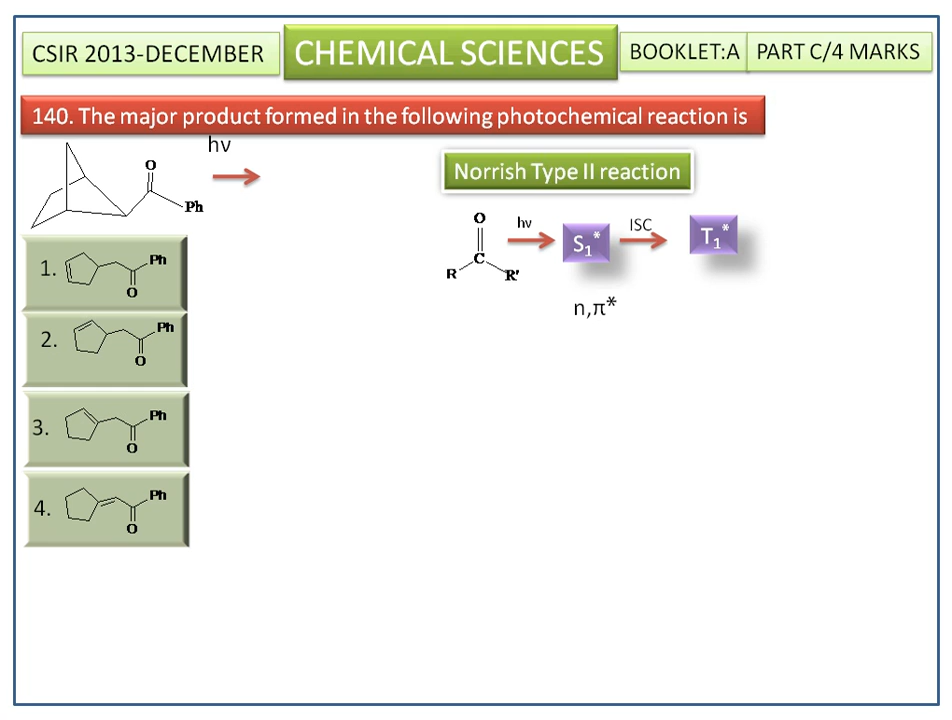 CSIR 2013-DECEMBER
CHEMICAL SCIENCES
BOOKLET:A
PART C/4 MARKS
140. The major product formed in the following photochemical reaction is
hν
O
Ph
Norrish Type II reaction
O
C
R
R'
hν
S1*
ISC
T1*
n,π*
1.
Ph
O
2.
Ph
O
3.
Ph
O
4.
Ph
O